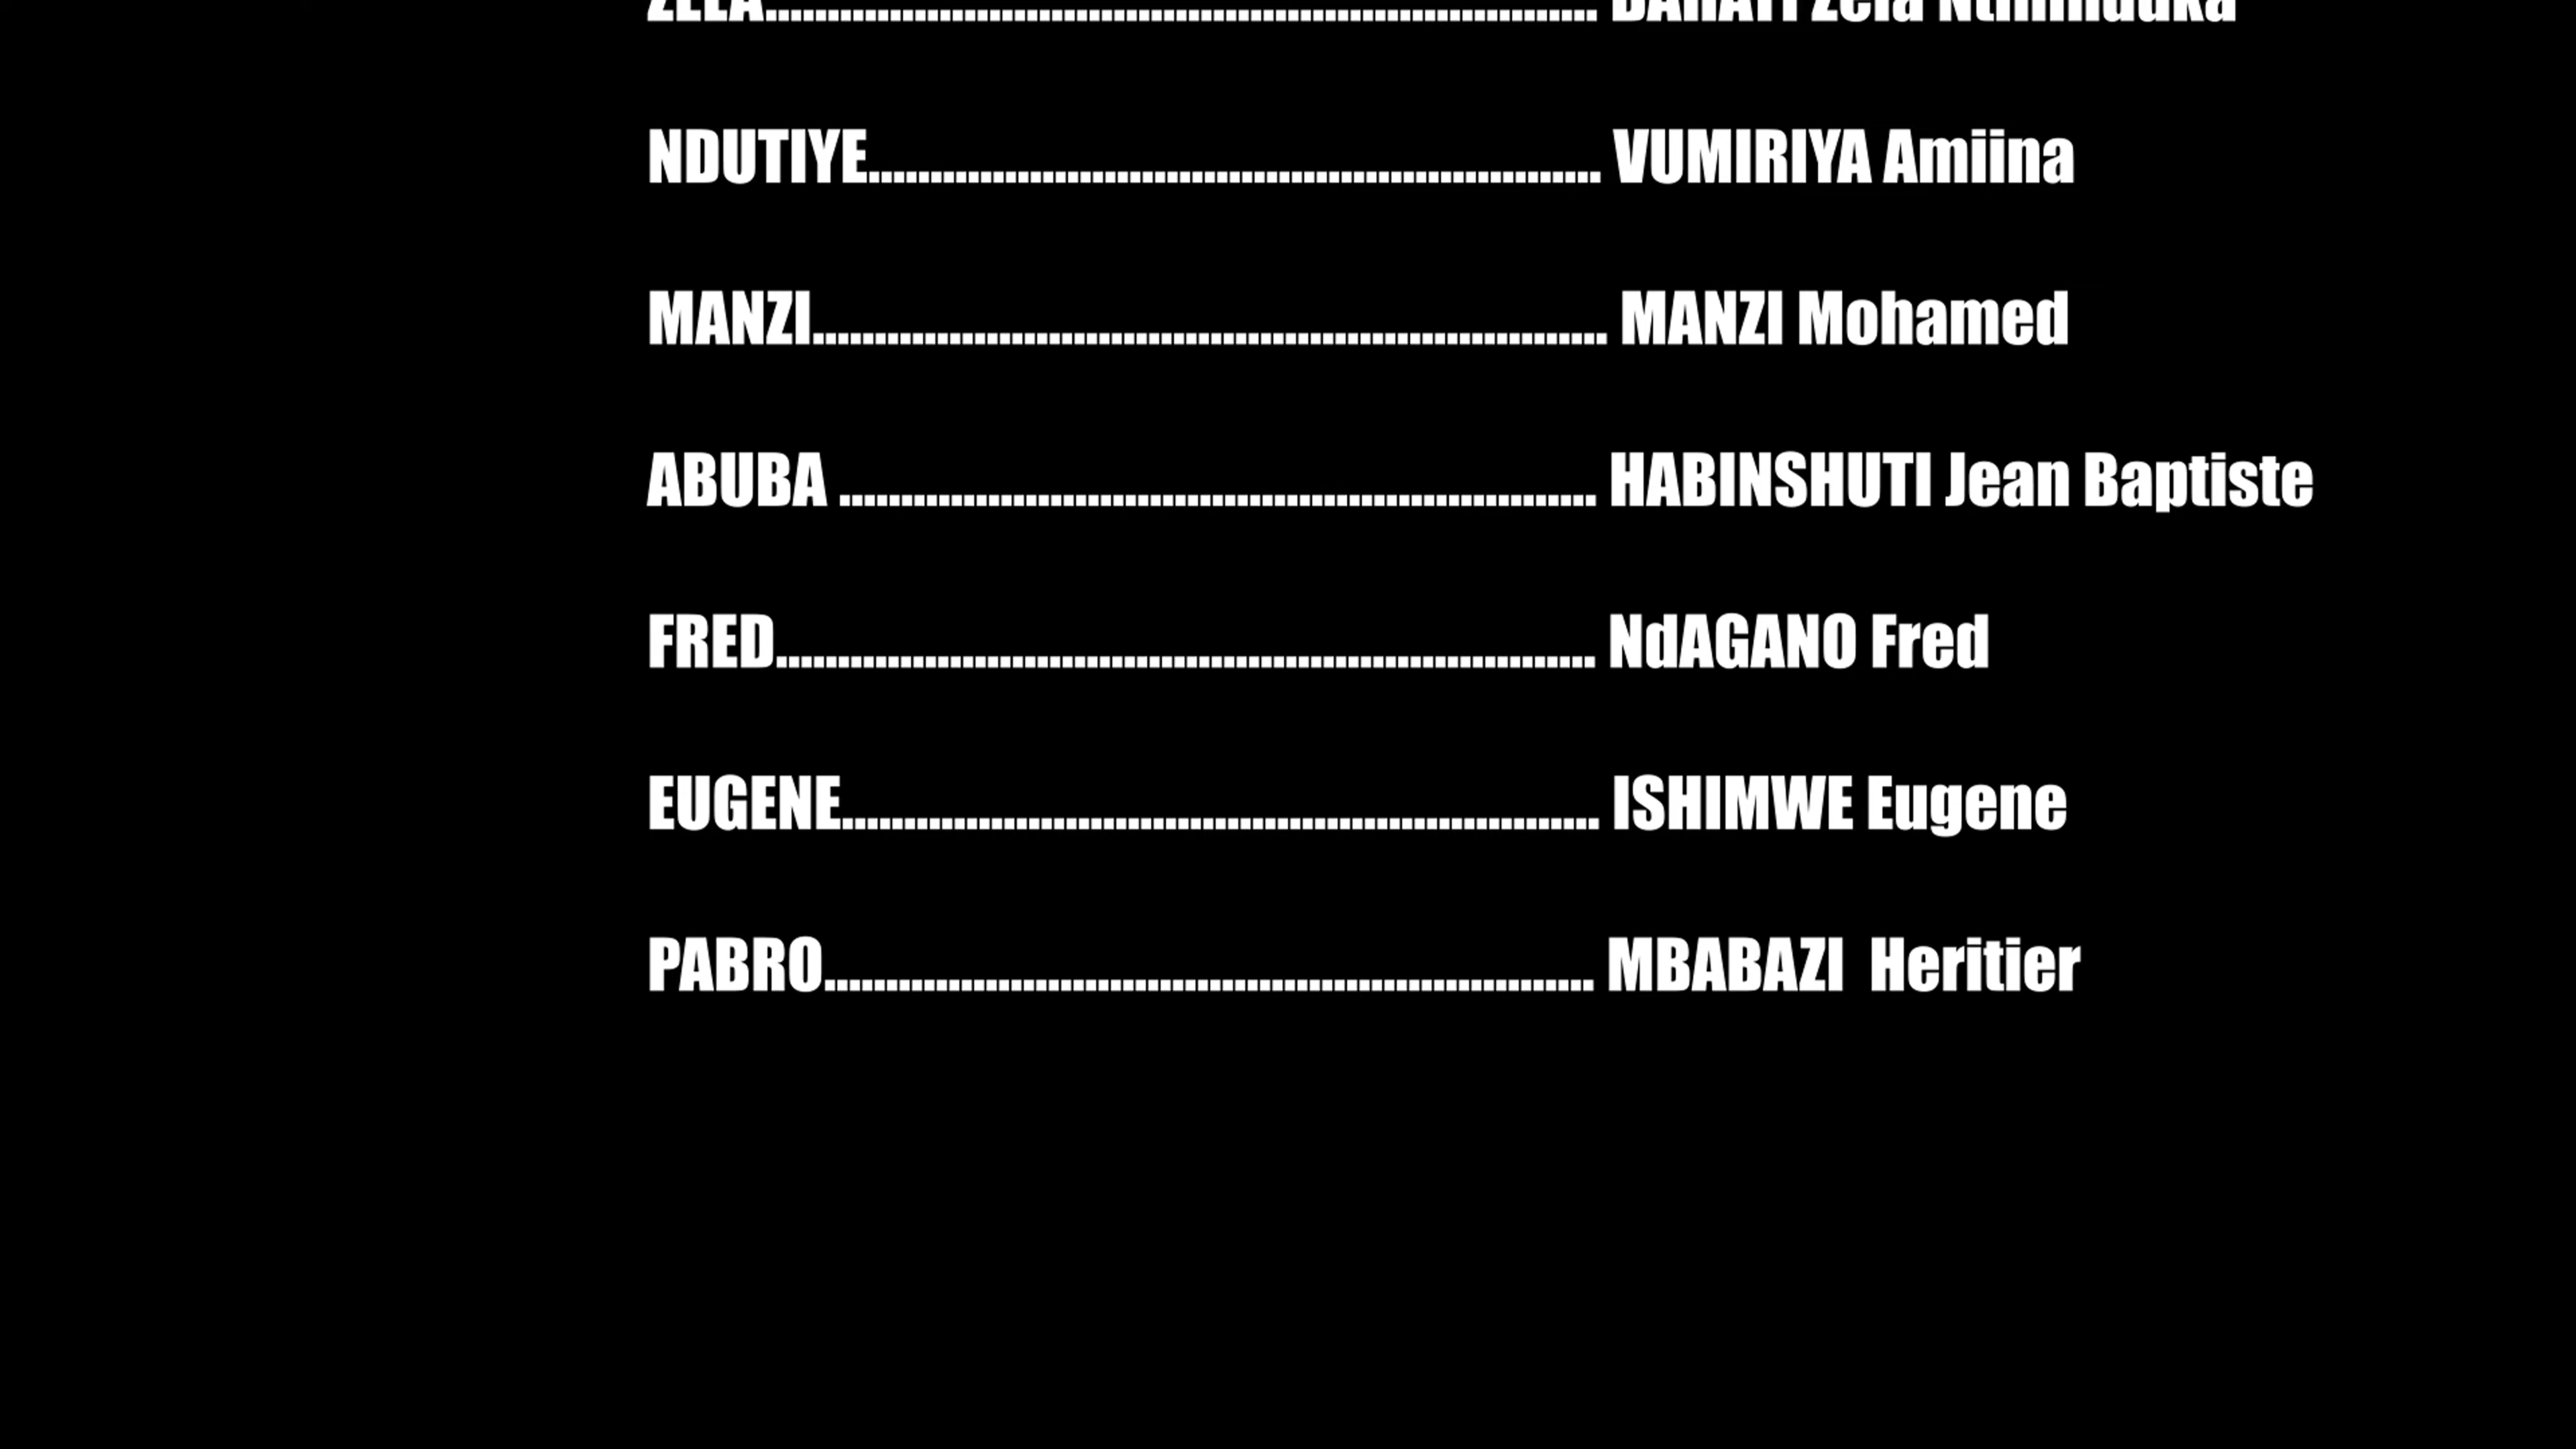 NDUTIYE........................................................... VUMIRIYA Amiina
MANZI................................................................ MANZI Mohamed
ABUBA ............................................................. HABINSHUTI Jean Baptiste
FRED.................................................................. NdAGANO Fred
EUGENE............................................................. ISHIMWE Eugene
PABRO.............................................................. MBABAZI  Heritier